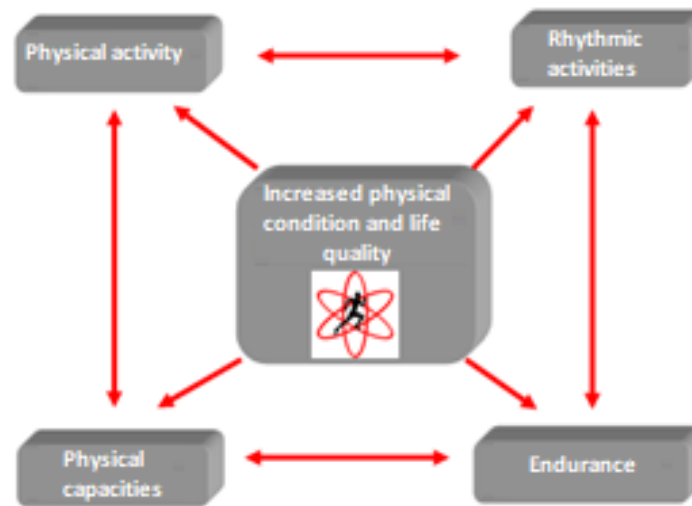 Physical activity
Rhythmic
activities
Increased physical
condition and life
quality
Physical
capacities
Endurance